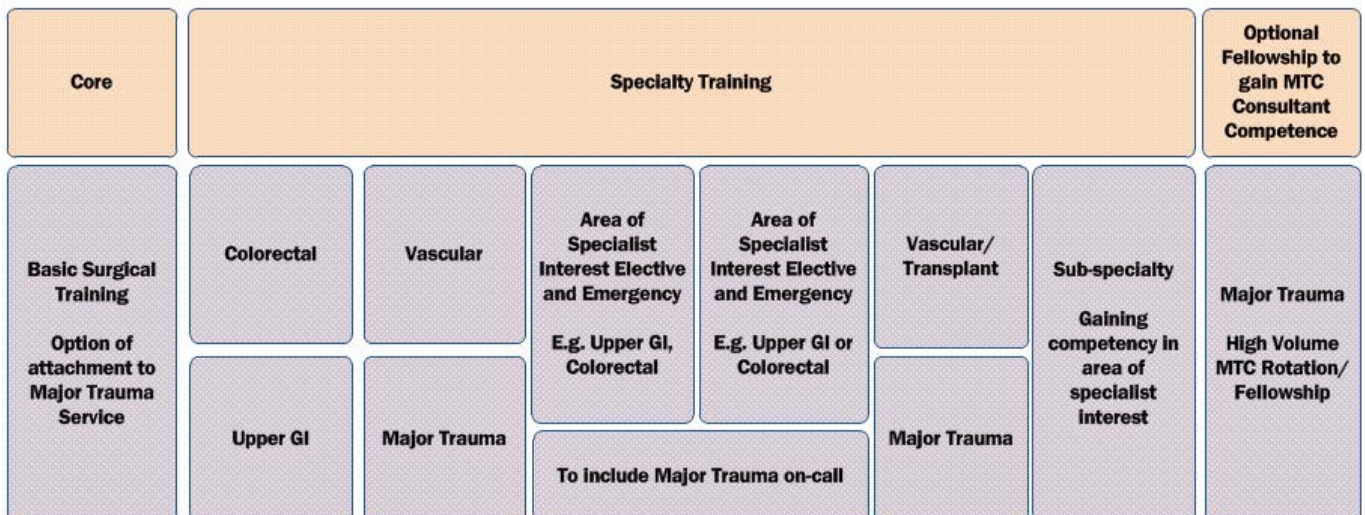 Core
Specialty Training
Optional
Fellowship to
gain MTC
Consultant
Competence
Basic Surgical
Training
Option of
attachment to
Major Trauma
Service
Colorectal
Upper GI
Vascular
Major Trauma
Area of
Specialist
Interest Elective
and Emergency
E.g. Upper GI,
Colorectal
Area of
Specialist
Interest Elective
and Emergency
E.g. Upper GI or
Colorectal
To include Major Trauma on-call
Vascular/
Transplant
Major Trauma
Sub-specialty
Gaining
competency in
area of
specialist
interest
Major Trauma
High Volume
MTC Rotation/
Fellowship